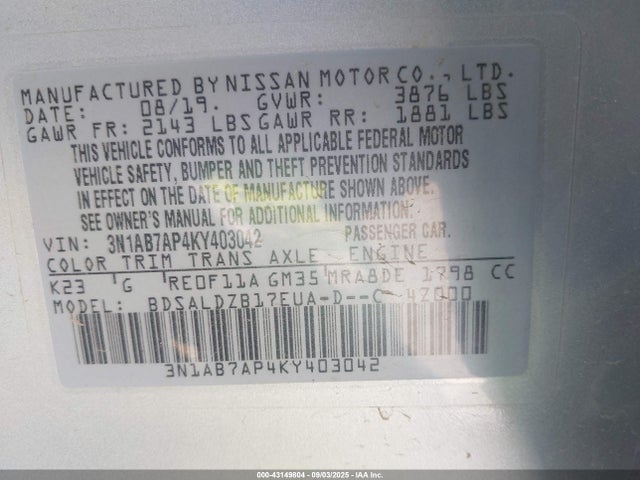 MANUFACTURED BY NISSAN MOTOR CO., LTD.
DATE: 08/19. GVWR: 3876 LBS
GAWR FR: 2143 LBS GAWR RR: 1881 LBS
THIS VEHICLE CONFORMS TO ALL APPLICABLE FEDERAL MOTOR
VEHICLE SAFETY, BUMPER AND THEFT PREVENTION STANDARDS
IN EFFECT ON THE DATE OF MANUFACTURE SHOWN ABOVE.
SEE OWNER'S MANUAL FOR ADDITIONAL INFORMATION.
VIN: 3N1AB7AP4KY403042 PASSENGER CAR.
COLOR TRIM TRANS AXLE ENGINE
K23 G RE0F11A GM35 MRA8DE 1798 CC
MODEL: BDSALDZB17EUA-D--C-4Z000
3N1AB7AP4KY403042
000-43149804 - 09/03/2025 - IAA Inc.